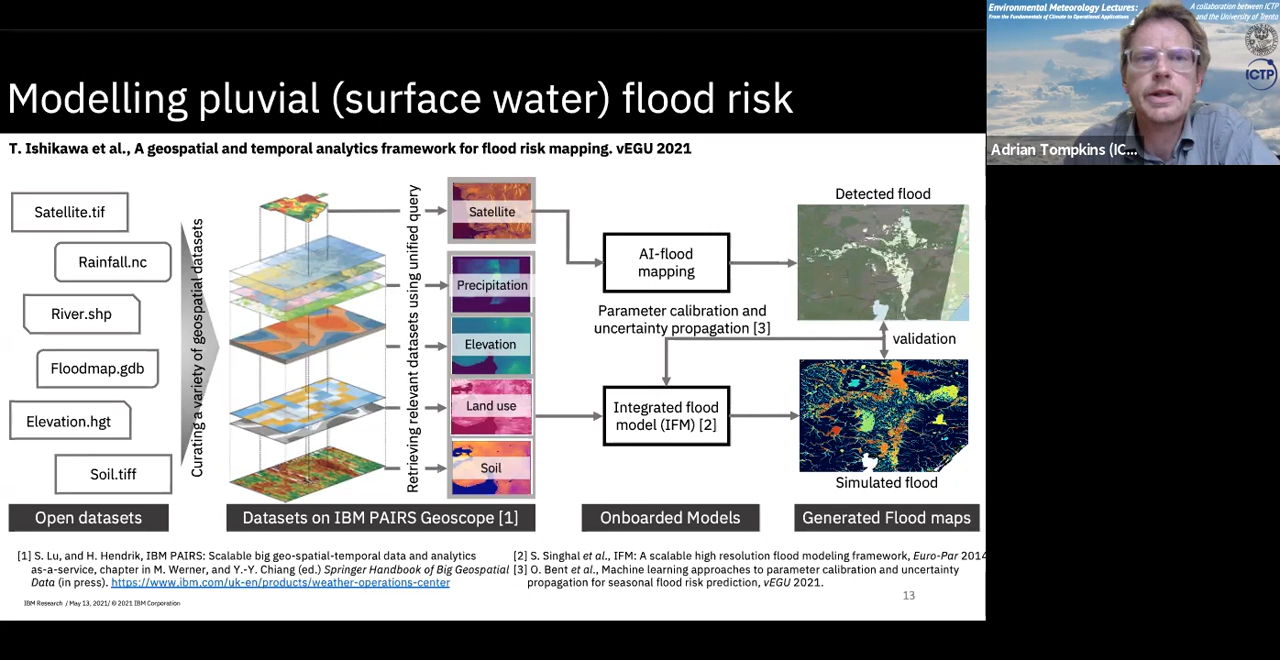 Modelling pluvial (surface water) flood risk
T. Ishikawa et al., A geospatial and temporal analytics framework for flood risk mapping. vEGU 2021
Satellite.tif
Rainfall.nc
River.shp
Floodmap.gdb
Elevation.hgt
Soil.tiff
Curating a variety of geospatial datasets
Retrieving relevant datasets using unified query
Satellite
Precipitation
Elevation
Land use
Soil
AI-flood
mapping
Parameter calibration and
uncertainty propagation [3]
Integrated flood
model (IFM) [2]
Detected flood
validation
Simulated flood
Open datasets
Datasets on IBM PAIRS Geoscope [1]
Onboarded Models
Generated Flood maps
[1] S. Lu, and H. Hendrik, IBM PAIRS: Scalable big geo-spatial-temporal data and analytics
as-a-service, chapter in M. Werner, and Y.-Y. Chiang (ed.) Springer Handbook of Big Geospatial
Data (in press). https://www.ibm.com/uk-en/products/weather-operations-center
[2] S. Singhal et al., IFM: A scalable high resolution flood modeling framework, Euro-Par 2014
[3] O. Bent et al., Machine learning approaches to parameter calibration and uncertainty
propagation for seasonal flood risk prediction, vEGU 2021.
IBM Research / May 13, 2021/ © 2021 IBM Corporation
13
Environmental Meteorology Lectures:
From the Fundamentals of Climate to Operational Applications
A collaboration between ICTP
and the University of Trento
ICTP
Adrian Tompkins (IC...